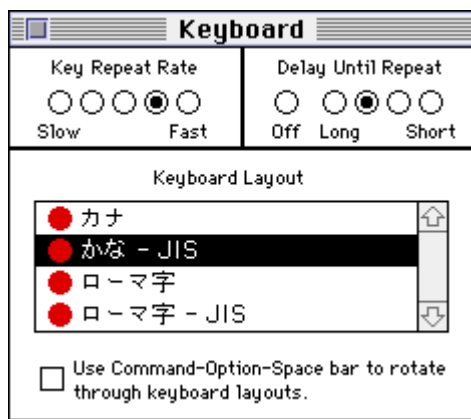 Keyboard
Key Repeat Rate
Slow Fast
Delay Until Repeat
Off Long Short
Keyboard Layout
カナ
かな - JIS
ローマ字
ローマ字 - JIS
Use Command-Option-Space bar to rotate
through keyboard layouts.